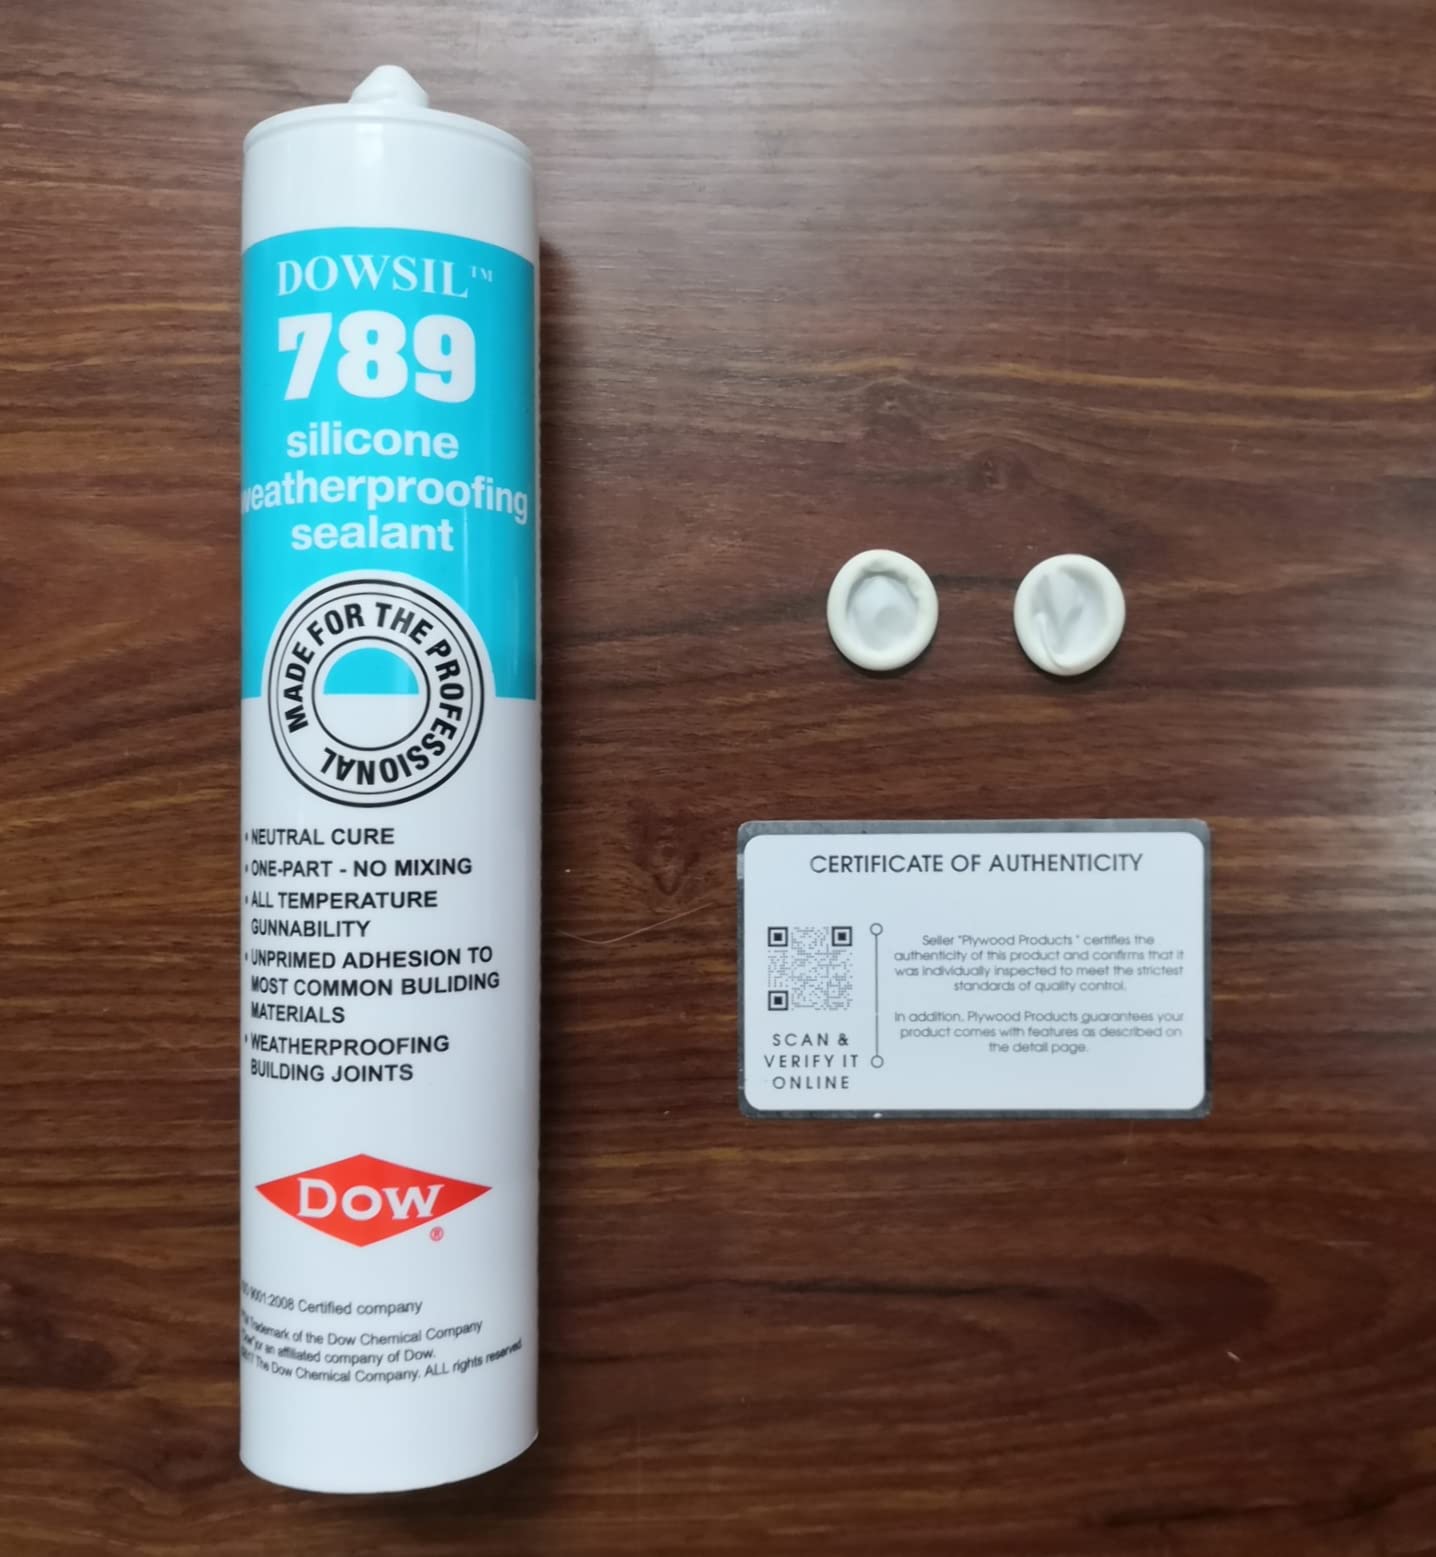 DOWSIL™
789
silicone
weatherproofing
sealant
MADE FOR THE PROFESSIONAL
• NEUTRAL CURE
• ONE-PART - NO MIXING
• ALL TEMPERATURE
GUNNABILITY
• UNPRIMED ADHESION TO
MOST COMMON BULIDING
MATERIALS
• WEATHERPROOFING
BUILDING JOINTS
DOW
®
9001:2008 Certified company
Trademark of the Dow Chemical Company
or an affiliated company of Dow.
The Dow Chemical Company. ALL rights reserved
CERTIFICATE OF AUTHENTICITY
SCAN &
VERIFY IT
ONLINE
Seller "Plywood Products " certifies the
authenticity of this product and confirms that it
was individually inspected to meet the strictest
standards of quality control.
In addition, Plywood Products guarantees your
product comes with features as described on
the detail page.